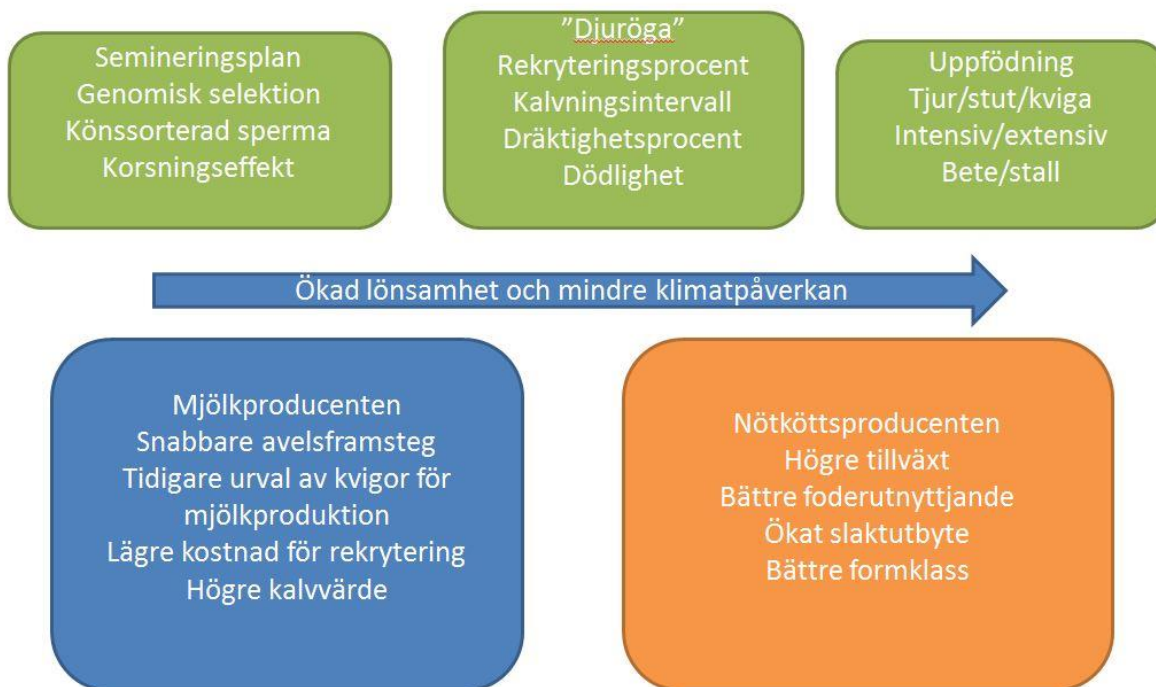 Semineringsplan
Genomisk selektion
Könssorterad sperma
Korsningseffekt
”Djuröga”
Rekryteringsprocent
Kalvningsintervall
Dräktighetsprocent
Dödlighet
Uppfödning
Tjur/stut/kviga
Intensiv/extensiv
Bete/stall
Ökad lönsamhet och mindre klimatpåverkan
Mjölkproducenten
Snabbare avelsframsteg
Tidigare urval av kvigor för
mjölkproduktion
Lägre kostnad för rekrytering
Högre kalvvärde
Nötköttsproducenten
Högre tillväxt
Bättre foderutnyttjande
Ökat slaktutbyte
Bättre formklass